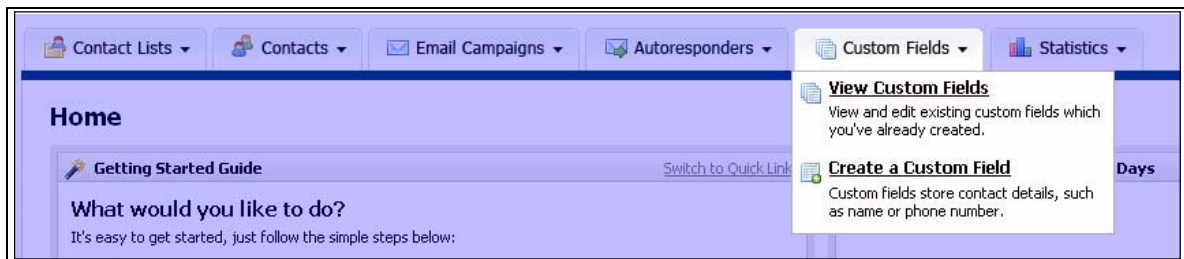 Contact Lists Contacts Email Campaigns Autoresponders Custom Fields Statistics
Home
Getting Started Guide
Switch to Quick Link
What would you like to do?
It's easy to get started, just follow the simple steps below:
View Custom Fields
View and edit existing custom fields which
you've already created.
Create a Custom Field
Custom fields store contact details, such
as name or phone number.
Days